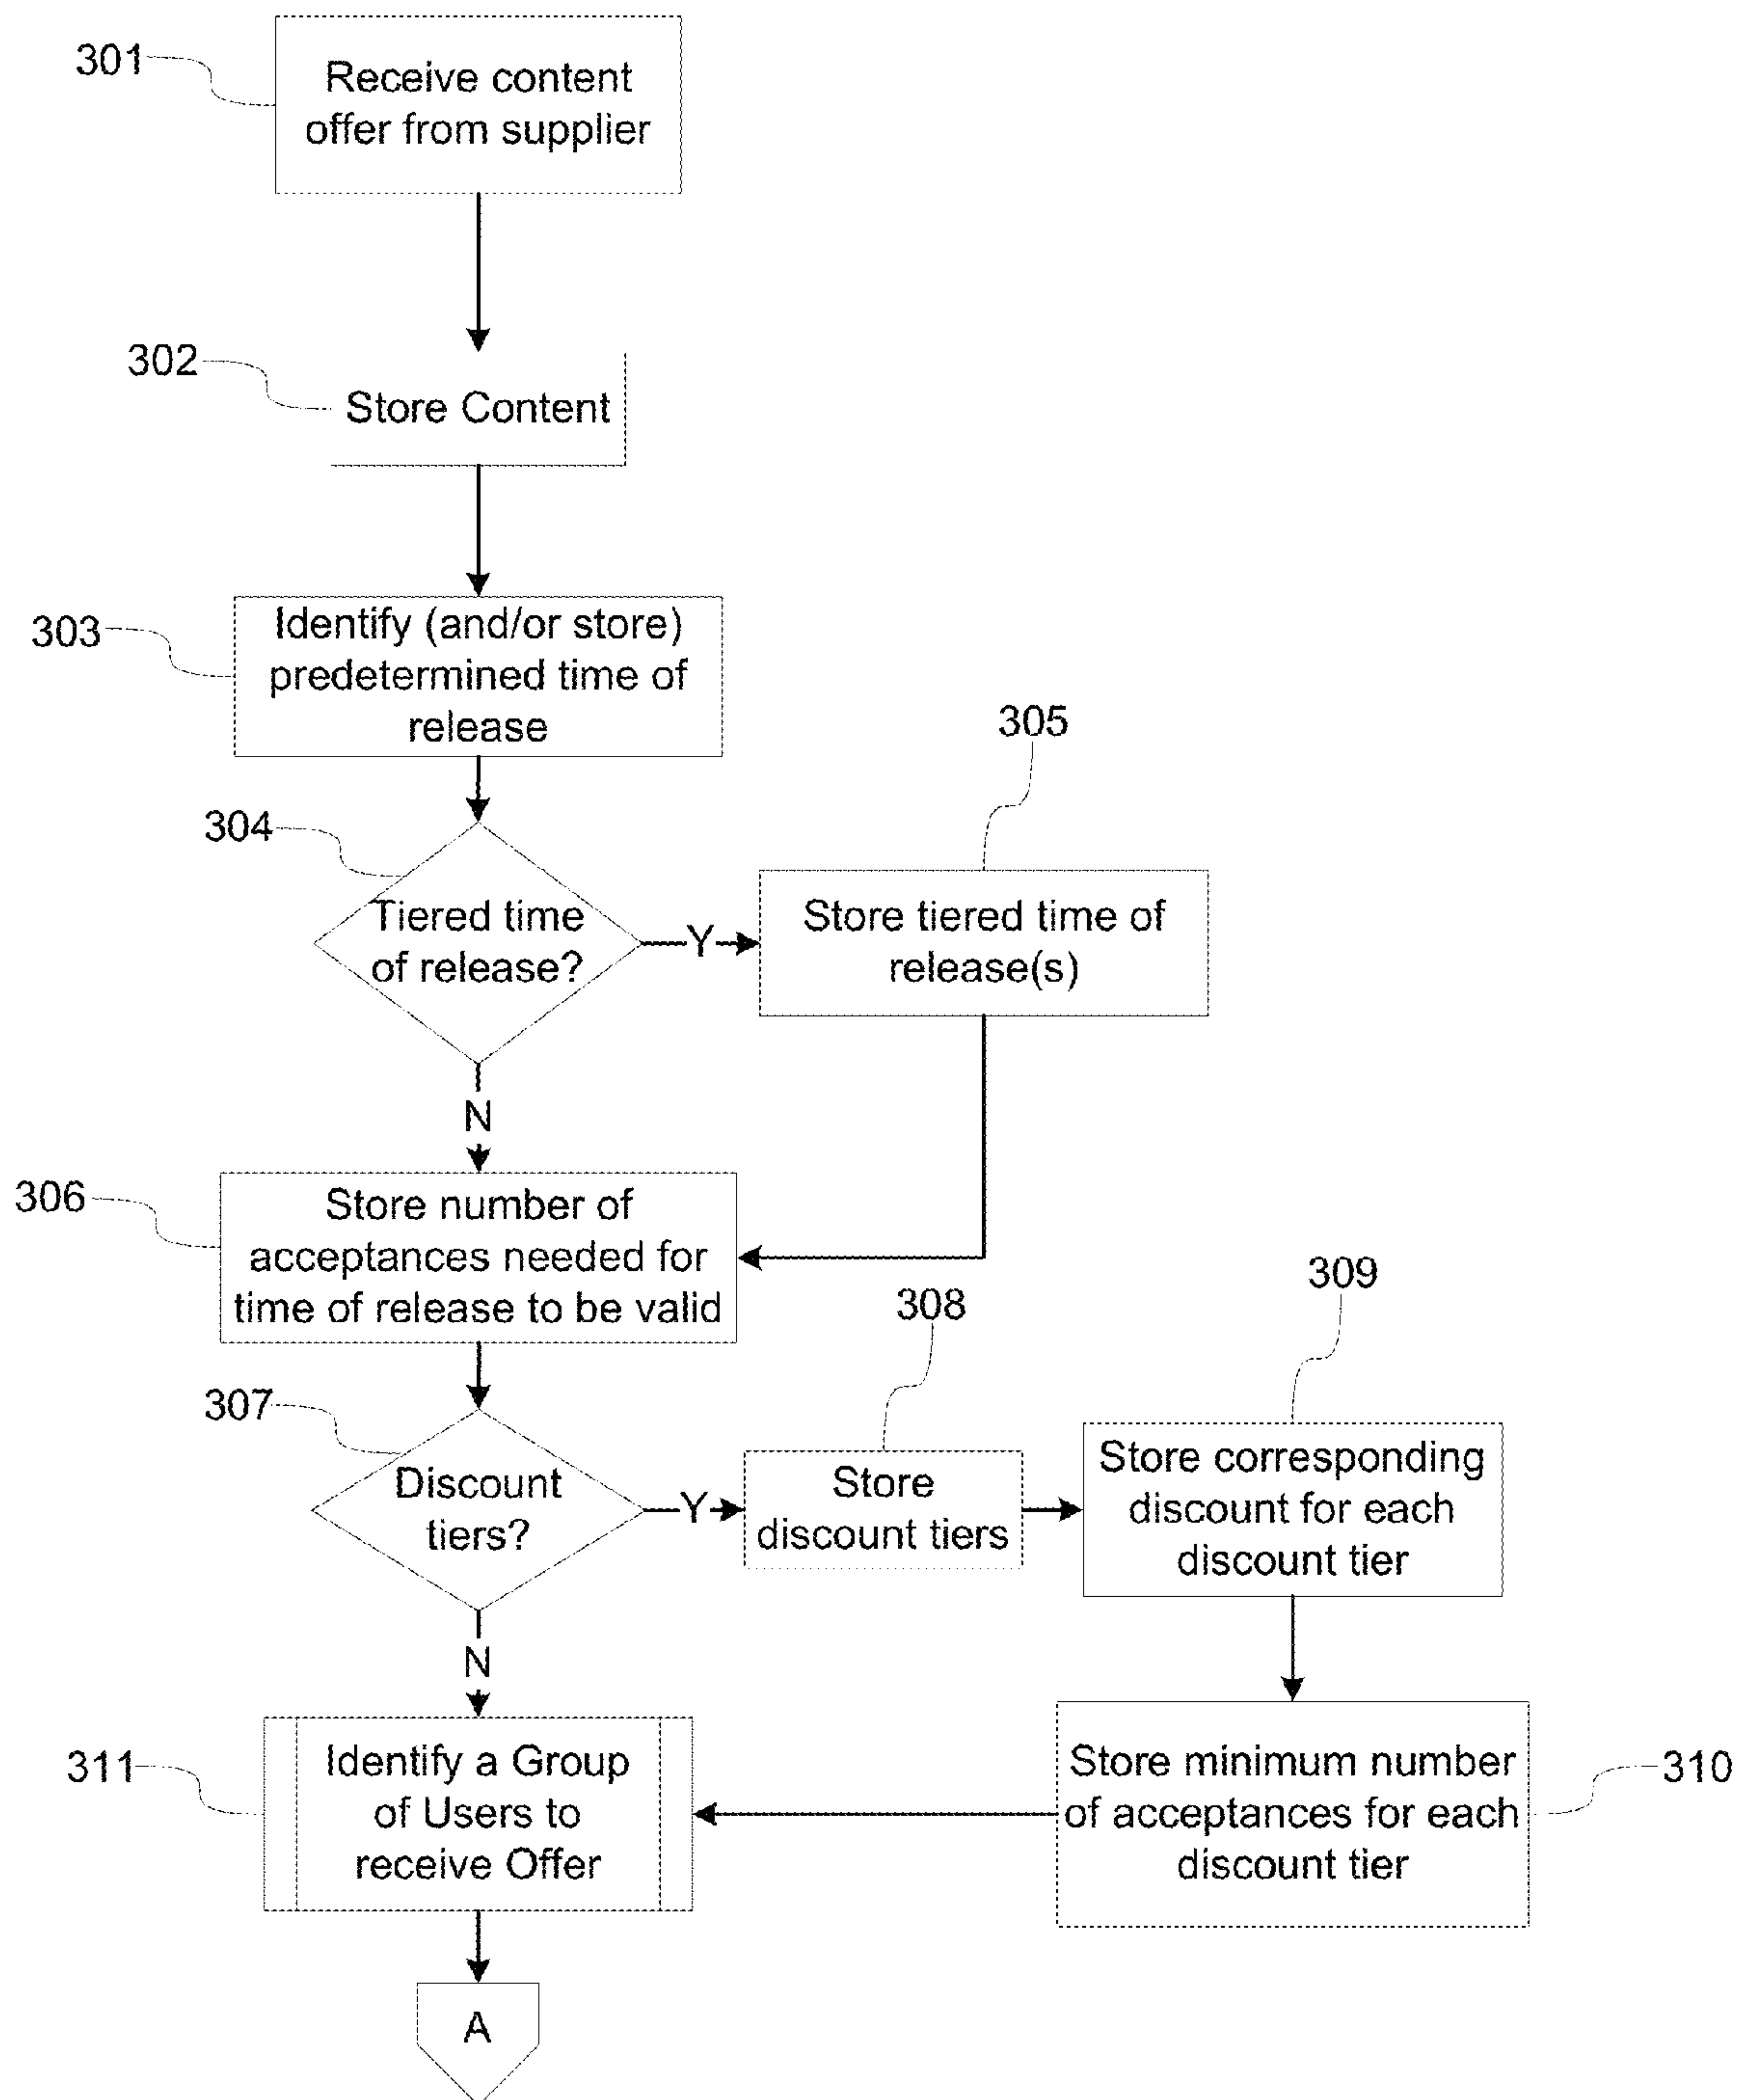 301
Receive content
offer from supplier
302
Store Content
303
Identify (and/or store)
predetermined time of
release
304
Tiered time
of release?
Y
305
Store tiered time of
release(s)
N
306
Store number of
acceptances needed for
time of release to be valid
307
Discount
tiers?
Y
308
Store
discount tiers
309
Store corresponding
discount for each
discount tier
N
311
Identify a Group
of Users to
receive Offer
310
Store minimum number
of acceptances for each
discount tier
A